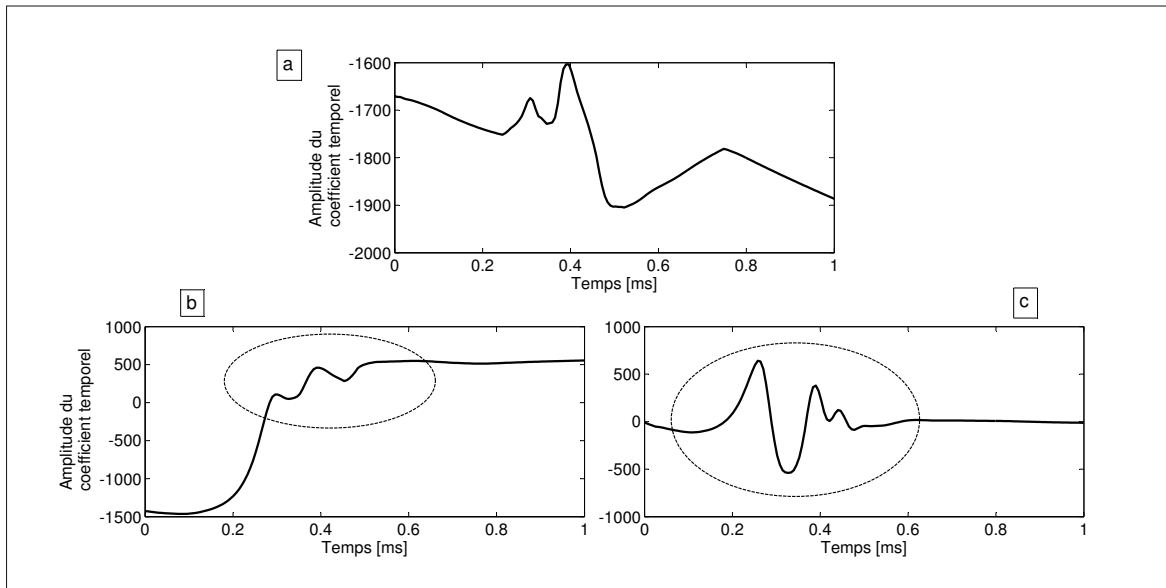 a
Amplitude du
coefficient temporel
-1600
-1700
-1800
-1900
-2000
0 0.2 0.4 0.6 0.8 1
Temps [ms]
b
Amplitude du
coefficient temporel
1000
500
0
-500
-1000
-1500
0 0.2 0.4 0.6 0.8 1
Temps [ms]
c
1000
500
0
-500
-1000
0 0.2 0.4 0.6 0.8 1
Temps [ms]